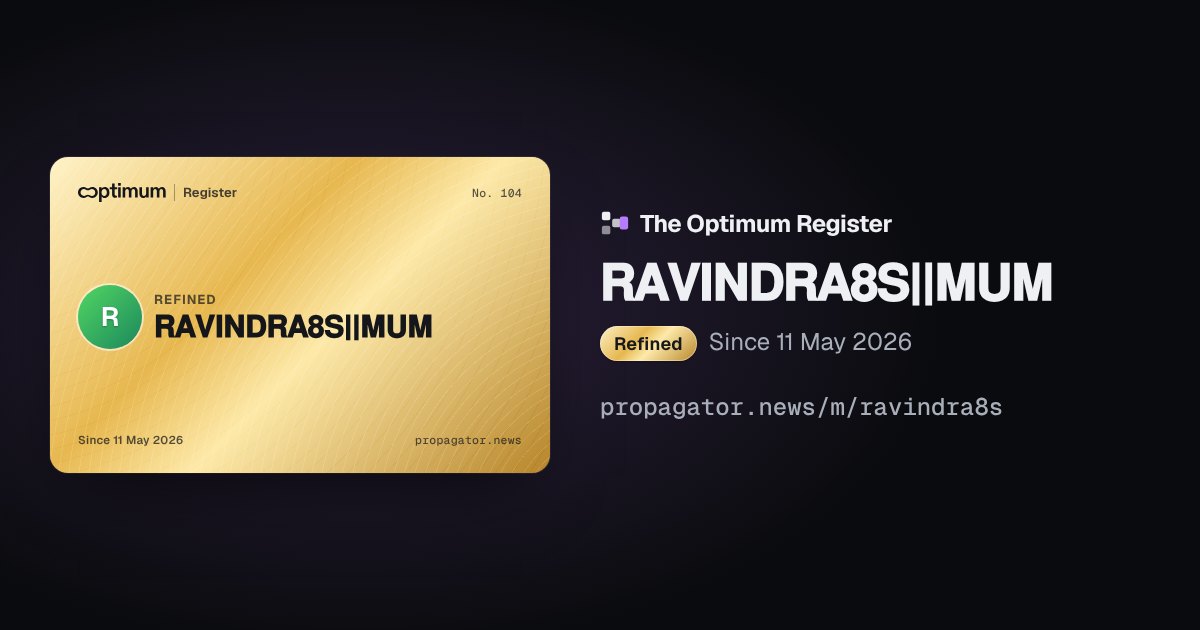 optimum | Register
No. 104
R
REFINED
RAVINDRA8S||MUM
Since 11 May 2026
propagator.news
The Optimum Register
RAVINDRA8S||MUM
Refined
Since 11 May 2026
propagator.news/m/ravindra8s